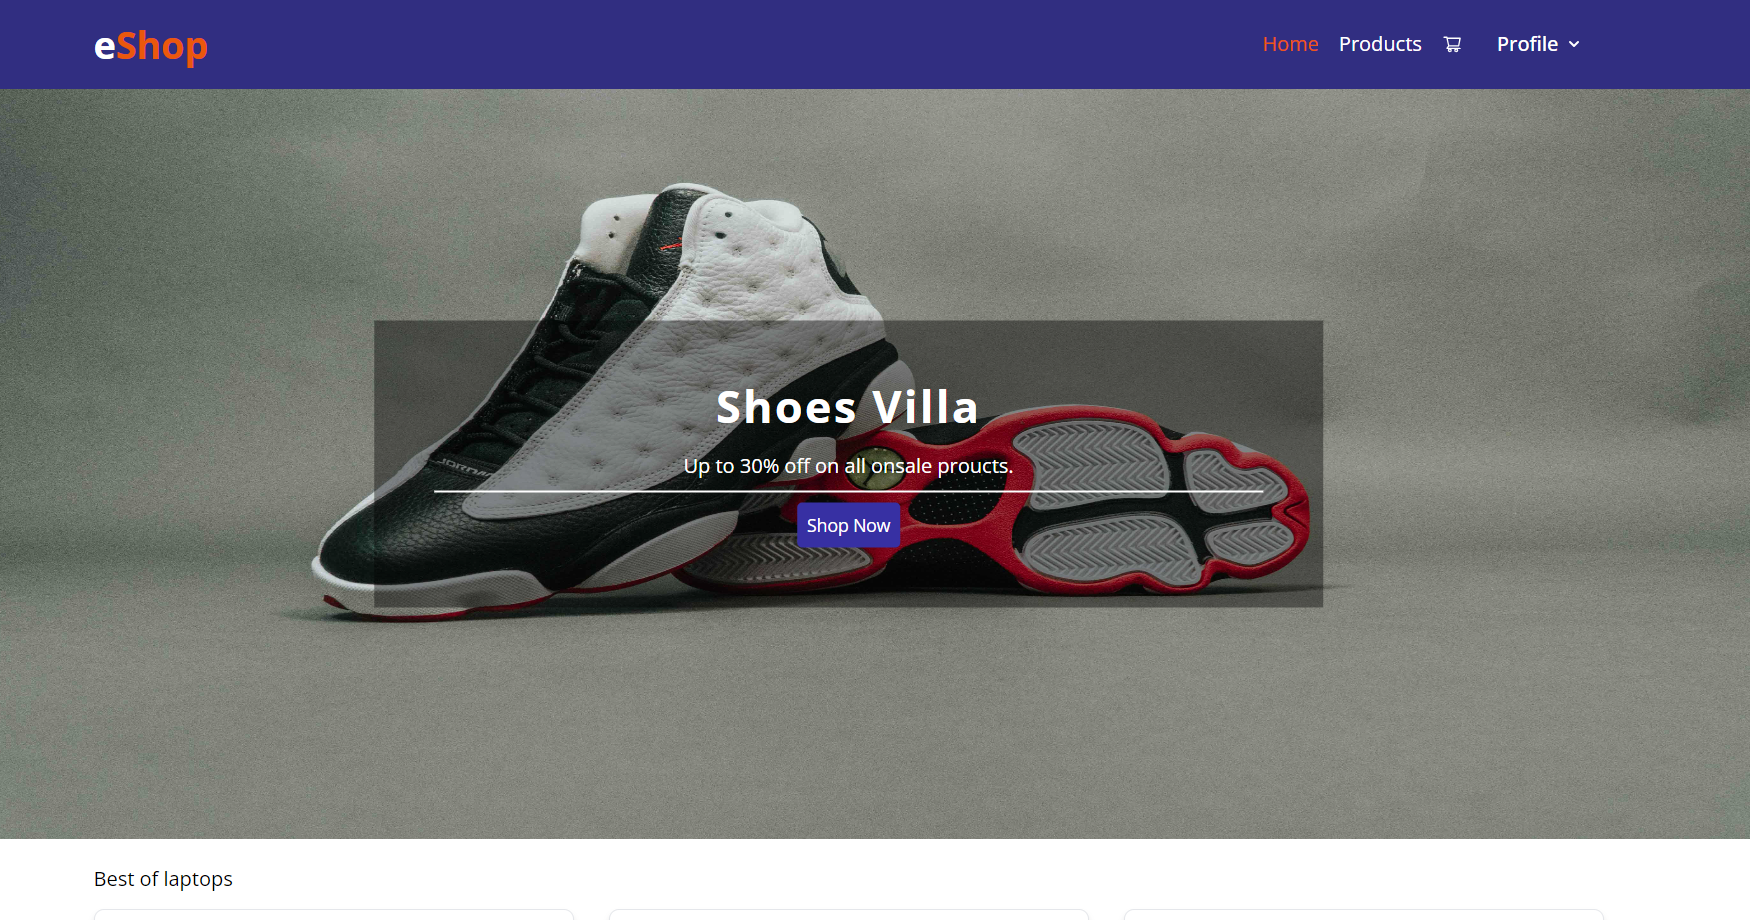 eShop
Home Products Profile
Shoes Villa
JORDAN
Up to 30% off on all onsale proucts.
Shop Now
Best of laptops